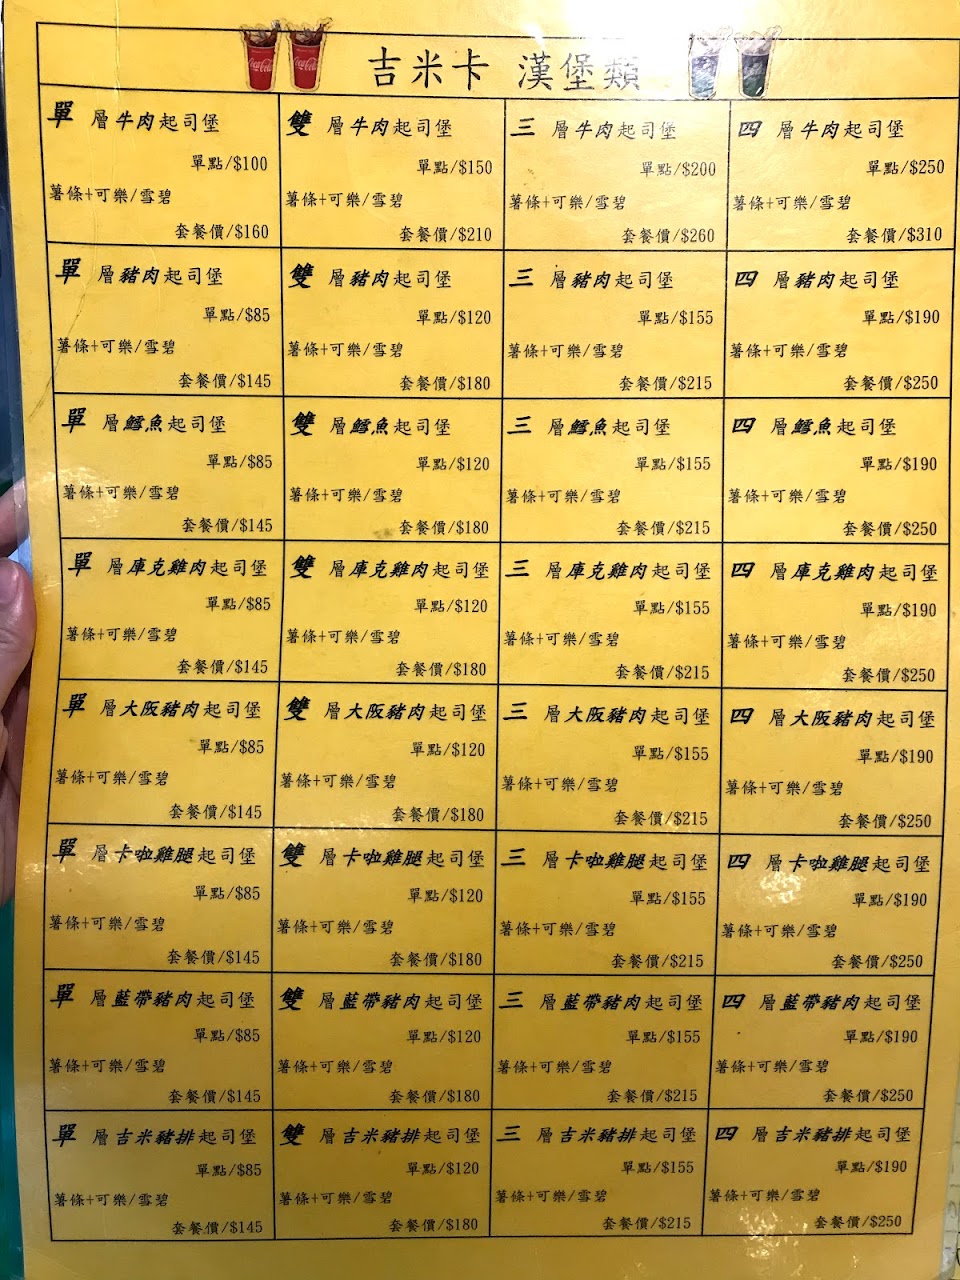 吉米卡 漢堡類
單層牛肉起司堡
單點/$100
薯條+可樂/雪碧
套餐價/$160
雙層牛肉起司堡
單點/$150
薯條+可樂/雪碧
套餐價/$210
三層牛肉起司堡
單點/$200
薯條+可樂/雪碧
套餐價/$260
四層牛肉起司堡
單點/$250
薯條+可樂/雪碧
套餐價/$310
單層豬肉起司堡
單點/$85
薯條+可樂/雪碧
套餐價/$145
雙層豬肉起司堡
單點/$120
薯條+可樂/雪碧
套餐價/$180
三層豬肉起司堡
單點/$155
薯條+可樂/雪碧
套餐價/$215
四層豬肉起司堡
單點/$190
薯條+可樂/雪碧
套餐價/$250
單層鱈魚起司堡
單點/$85
薯條+可樂/雪碧
套餐價/$145
雙層鱈魚起司堡
單點/$120
薯條+可樂/雪碧
套餐價/$180
三層鱈魚起司堡
單點/$155
薯條+可樂/雪碧
套餐價/$215
四層鱈魚起司堡
單點/$190
薯條+可樂/雪碧
套餐價/$250
單層庫克雞肉起司堡
單點/$85
薯條+可樂/雪碧
套餐價/$145
雙層庫克雞肉起司堡
單點/$120
薯條+可樂/雪碧
套餐價/$180
三層庫克雞肉起司堡
單點/$155
薯條+可樂/雪碧
套餐價/$215
四層庫克雞肉起司堡
單點/$190
薯條+可樂/雪碧
套餐價/$250
單層大阪豬肉起司堡
單點/$85
薯條+可樂/雪碧
套餐價/$145
雙層大阪豬肉起司堡
單點/$120
薯條+可樂/雪碧
套餐價/$180
三層大阪豬肉起司堡
單點/$155
薯條+可樂/雪碧
套餐價/$215
四層大阪豬肉起司堡
單點/$190
薯條+可樂/雪碧
套餐價/$250
單層卡啦雞腿起司堡
單點/$85
薯條+可樂/雪碧
套餐價/$145
雙層卡啦雞腿起司堡
單點/$120
薯條+可樂/雪碧
套餐價/$180
三層卡啦雞腿起司堡
單點/$155
薯條+可樂/雪碧
套餐價/$215
四層卡啦雞腿起司堡
單點/$190
薯條+可樂/雪碧
套餐價/$250
單層藍帶豬肉起司堡
單點/$85
薯條+可樂/雪碧
套餐價/$145
雙層藍帶豬肉起司堡
單點/$120
薯條+可樂/雪碧
套餐價/$180
三層藍帶豬肉起司堡
單點/$155
薯條+可樂/雪碧
套餐價/$215
四層藍帶豬肉起司堡
單點/$190
薯條+可樂/雪碧
套餐價/$250
單層吉米豬排起司堡
單點/$85
薯條+可樂/雪碧
套餐價/$145
雙層吉米豬排起司堡
單點/$120
薯條+可樂/雪碧
套餐價/$180
三層吉米豬排起司堡
單點/$155
薯條+可樂/雪碧
套餐價/$215
四層吉米豬排起司堡
單點/$190
薯條+可樂/雪碧
套餐價/$250